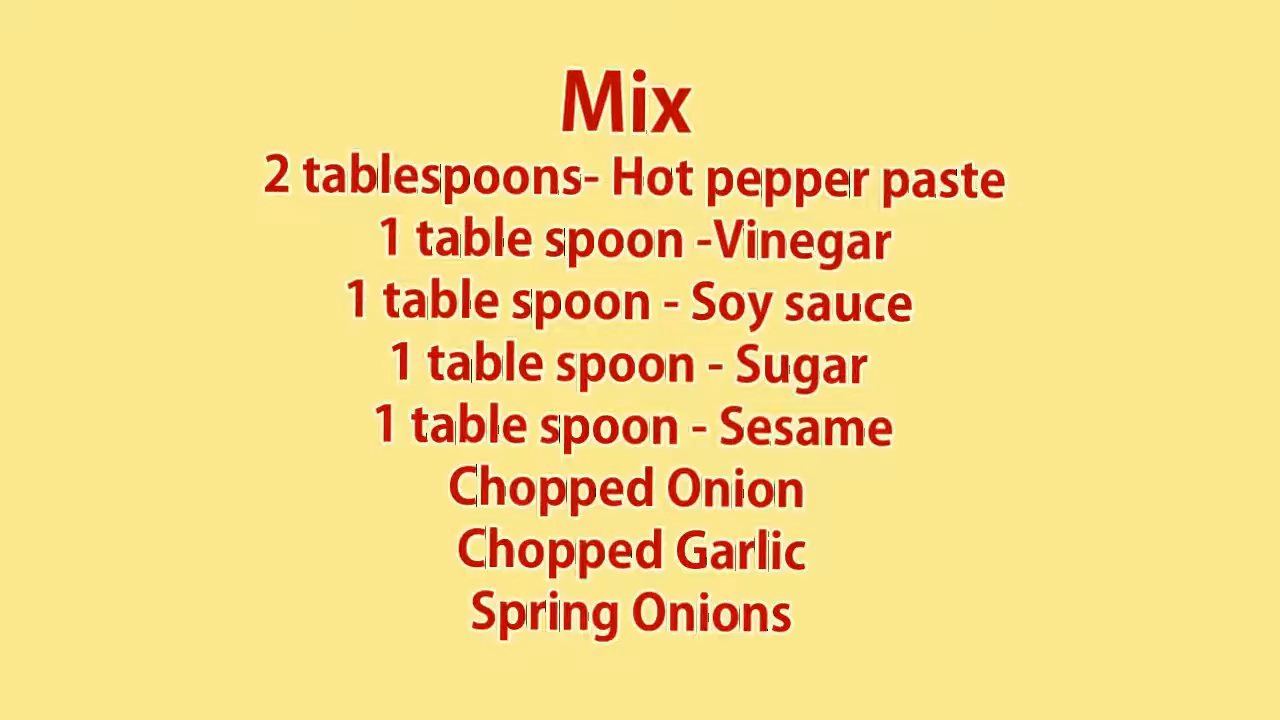 Mix
2 tablespoons- Hot pepper paste
1 table spoon -Vinegar
1 table spoon - Soy sauce
1 table spoon - Sugar
1 table spoon - Sesame
Chopped Onion
Chopped Garlic
Spring Onions